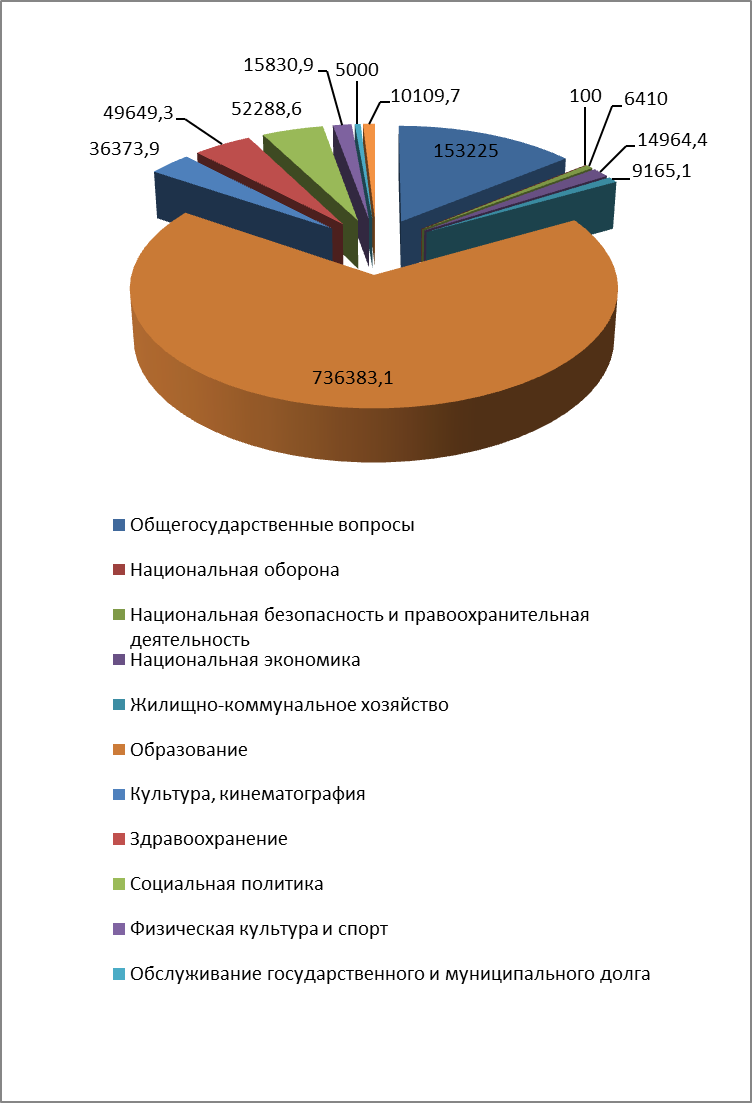 15830,9
5000
10109,7
49649,3
52288,6
36373,9
153225
100
6410
14964,4
9165,1
736383,1
Общегосударственные вопросы
Национальная оборона
Национальная безопасность и правоохранительная
деятельность
Национальная экономика
Жилищно-коммунальное хозяйство
Образование
Культура, кинематография
Здравоохранение
Социальная политика
Физическая культура и спорт
Обслуживание государственного и муниципального долга